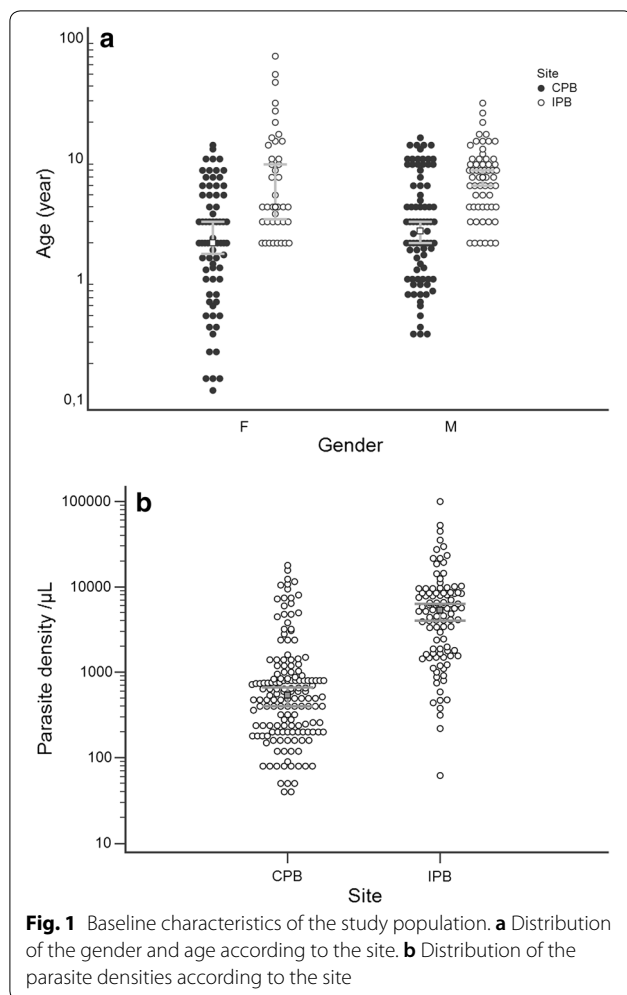 a
100
10
1
0,1
Age (year)
Site
CPB
IPB
F
M
Gender
b
100000
10000
1000
100
10
Parasite density /µL
CPB
IPB
Site
Fig. 1 Baseline characteristics of the study population. a Distribution
of the gender and age according to the site. b Distribution of the
parasite densities according to the site